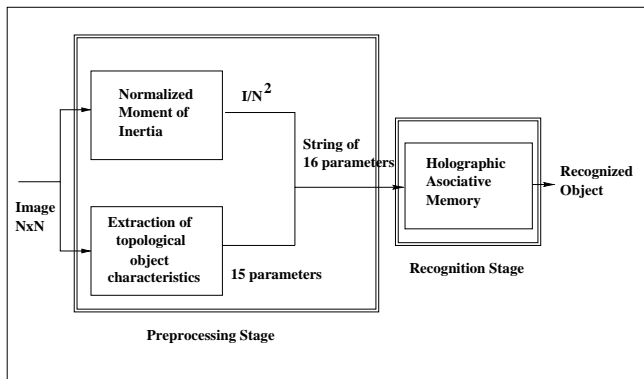 Normalized
Moment of
Inertia
I/N^2
String of
16 parameters
Holographic
Asociative
Memory
Recognized
Object
Image
NxN
Extraction of
topological
object
characteristics
15 parameters
Recognition Stage
Preprocessing Stage